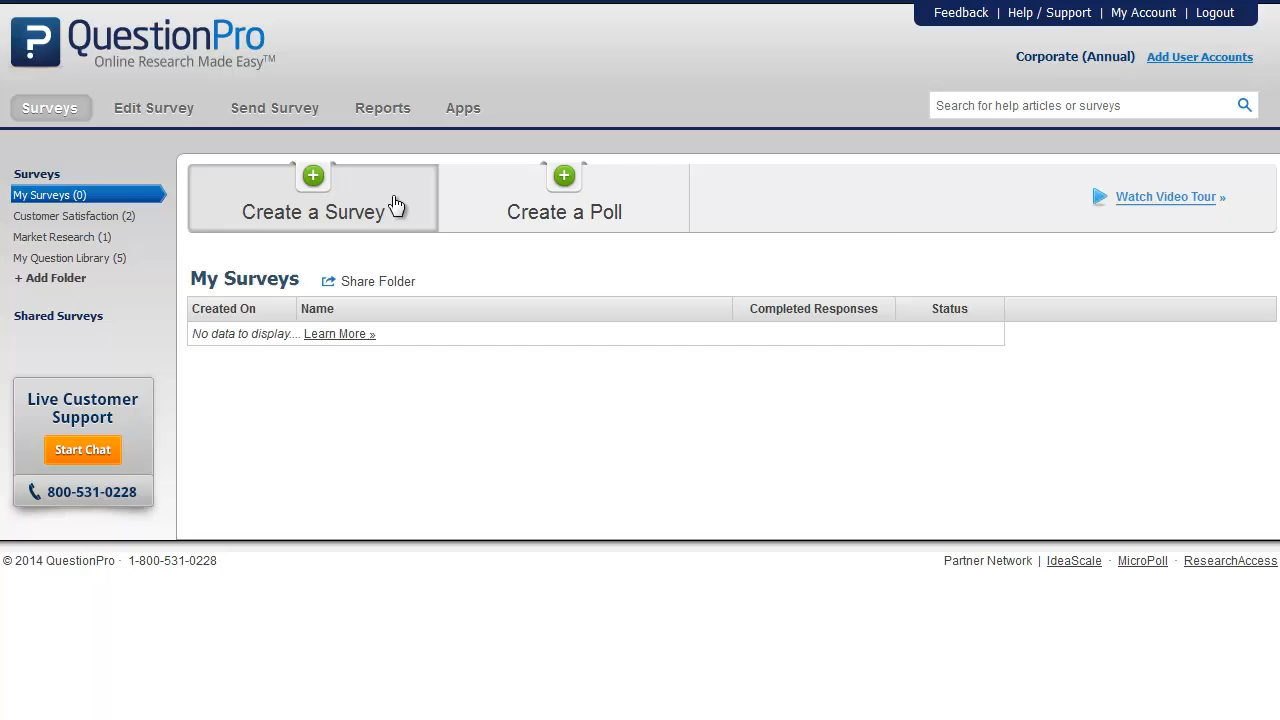 Feedback | Help / Support | My Account | Logout
QuestionPro
Online Research Made Easy™
Corporate (Annual) Add User Accounts
Surveys Edit Survey Send Survey Reports Apps
Search for help articles or surveys
Surveys
My Surveys (0)
Customer Satisfaction (2)
Market Research (1)
My Question Library (5)
+ Add Folder
Shared Surveys
Live Customer
Support
Start Chat
800-531-0228
Create a Survey
Create a Poll
Watch Video Tour »
My Surveys Share Folder
Created On Name Completed Responses Status
No data to display.... Learn More »
© 2014 QuestionPro · 1-800-531-0228
Partner Network | IdeaScale · MicroPoll · ResearchAccess